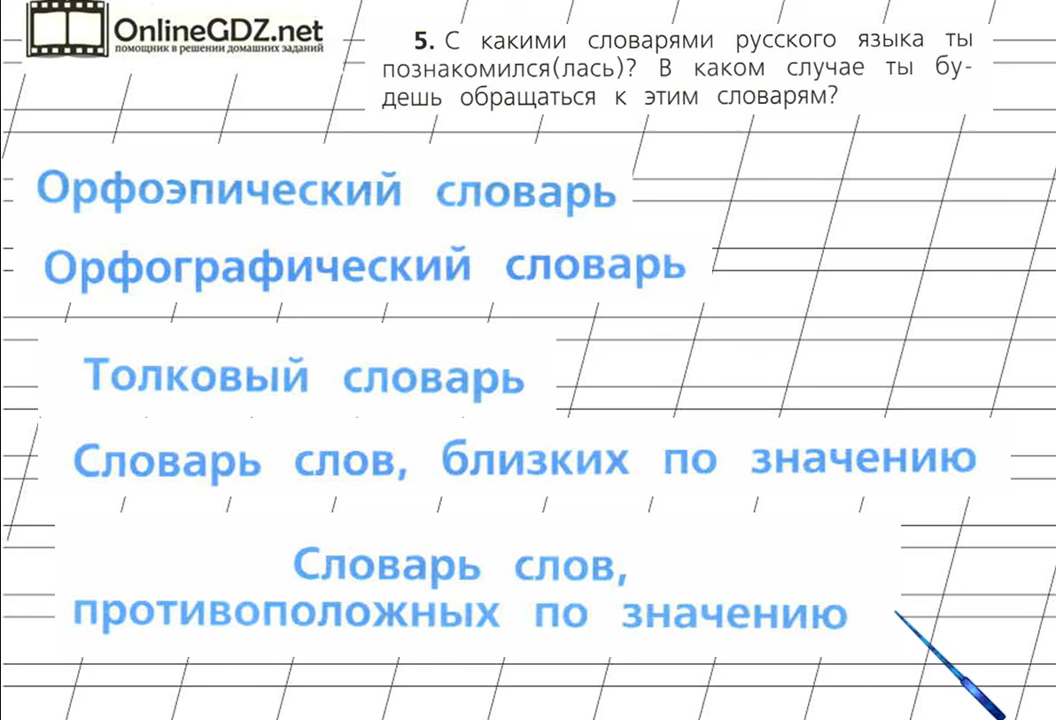 OnlineGDZ.net
помощник в решении домашних заданий
5. С какими словарями русского языка ты
познакомился(лась)? В каком случае ты бу-
дешь обращаться к этим словарям?
Орфоэпический словарь
Орфографический словарь
Толковый словарь
Словарь слов, близких по значению
Словарь слов,
противоположных по значению